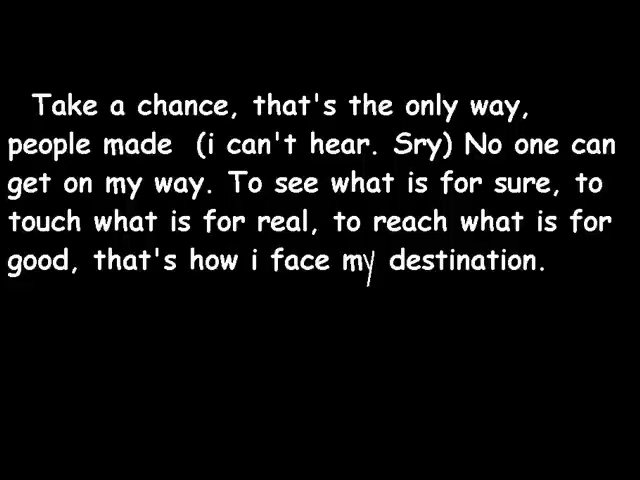 Take a chance, that's the only way,
people made (i can't hear. Sry) No one can
get on my way. To see what is for sure, to
touch what is for real, to reach what is for
good, that's how i face my destination.